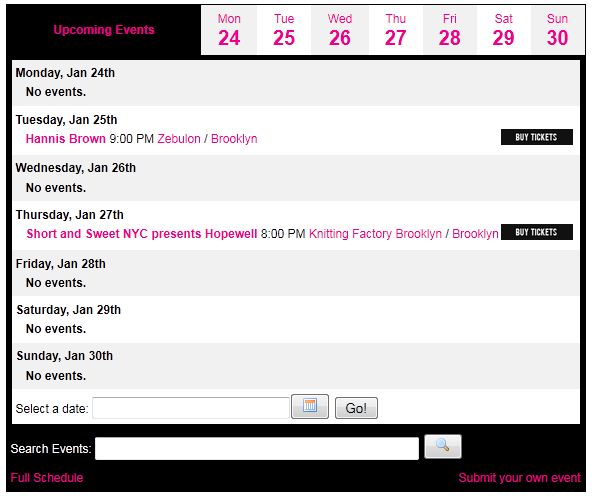 Upcoming Events
Mon Tue Wed Thu Fri Sat Sun
24 25 26 27 28 29 30
Monday, Jan 24th
No events.
Tuesday, Jan 25th
Hannis Brown 9:00 PM Zebulon / Brooklyn BUY TICKETS
Wednesday, Jan 26th
No events.
Thursday, Jan 27th
Short and Sweet NYC presents Hopewell 8:00 PM Knitting Factory Brooklyn / Brooklyn BUY TICKETS
Friday, Jan 28th
No events.
Saturday, Jan 29th
No events.
Sunday, Jan 30th
No events.
Select a date: Go!
Search Events:
Full Schedule Submit your own event